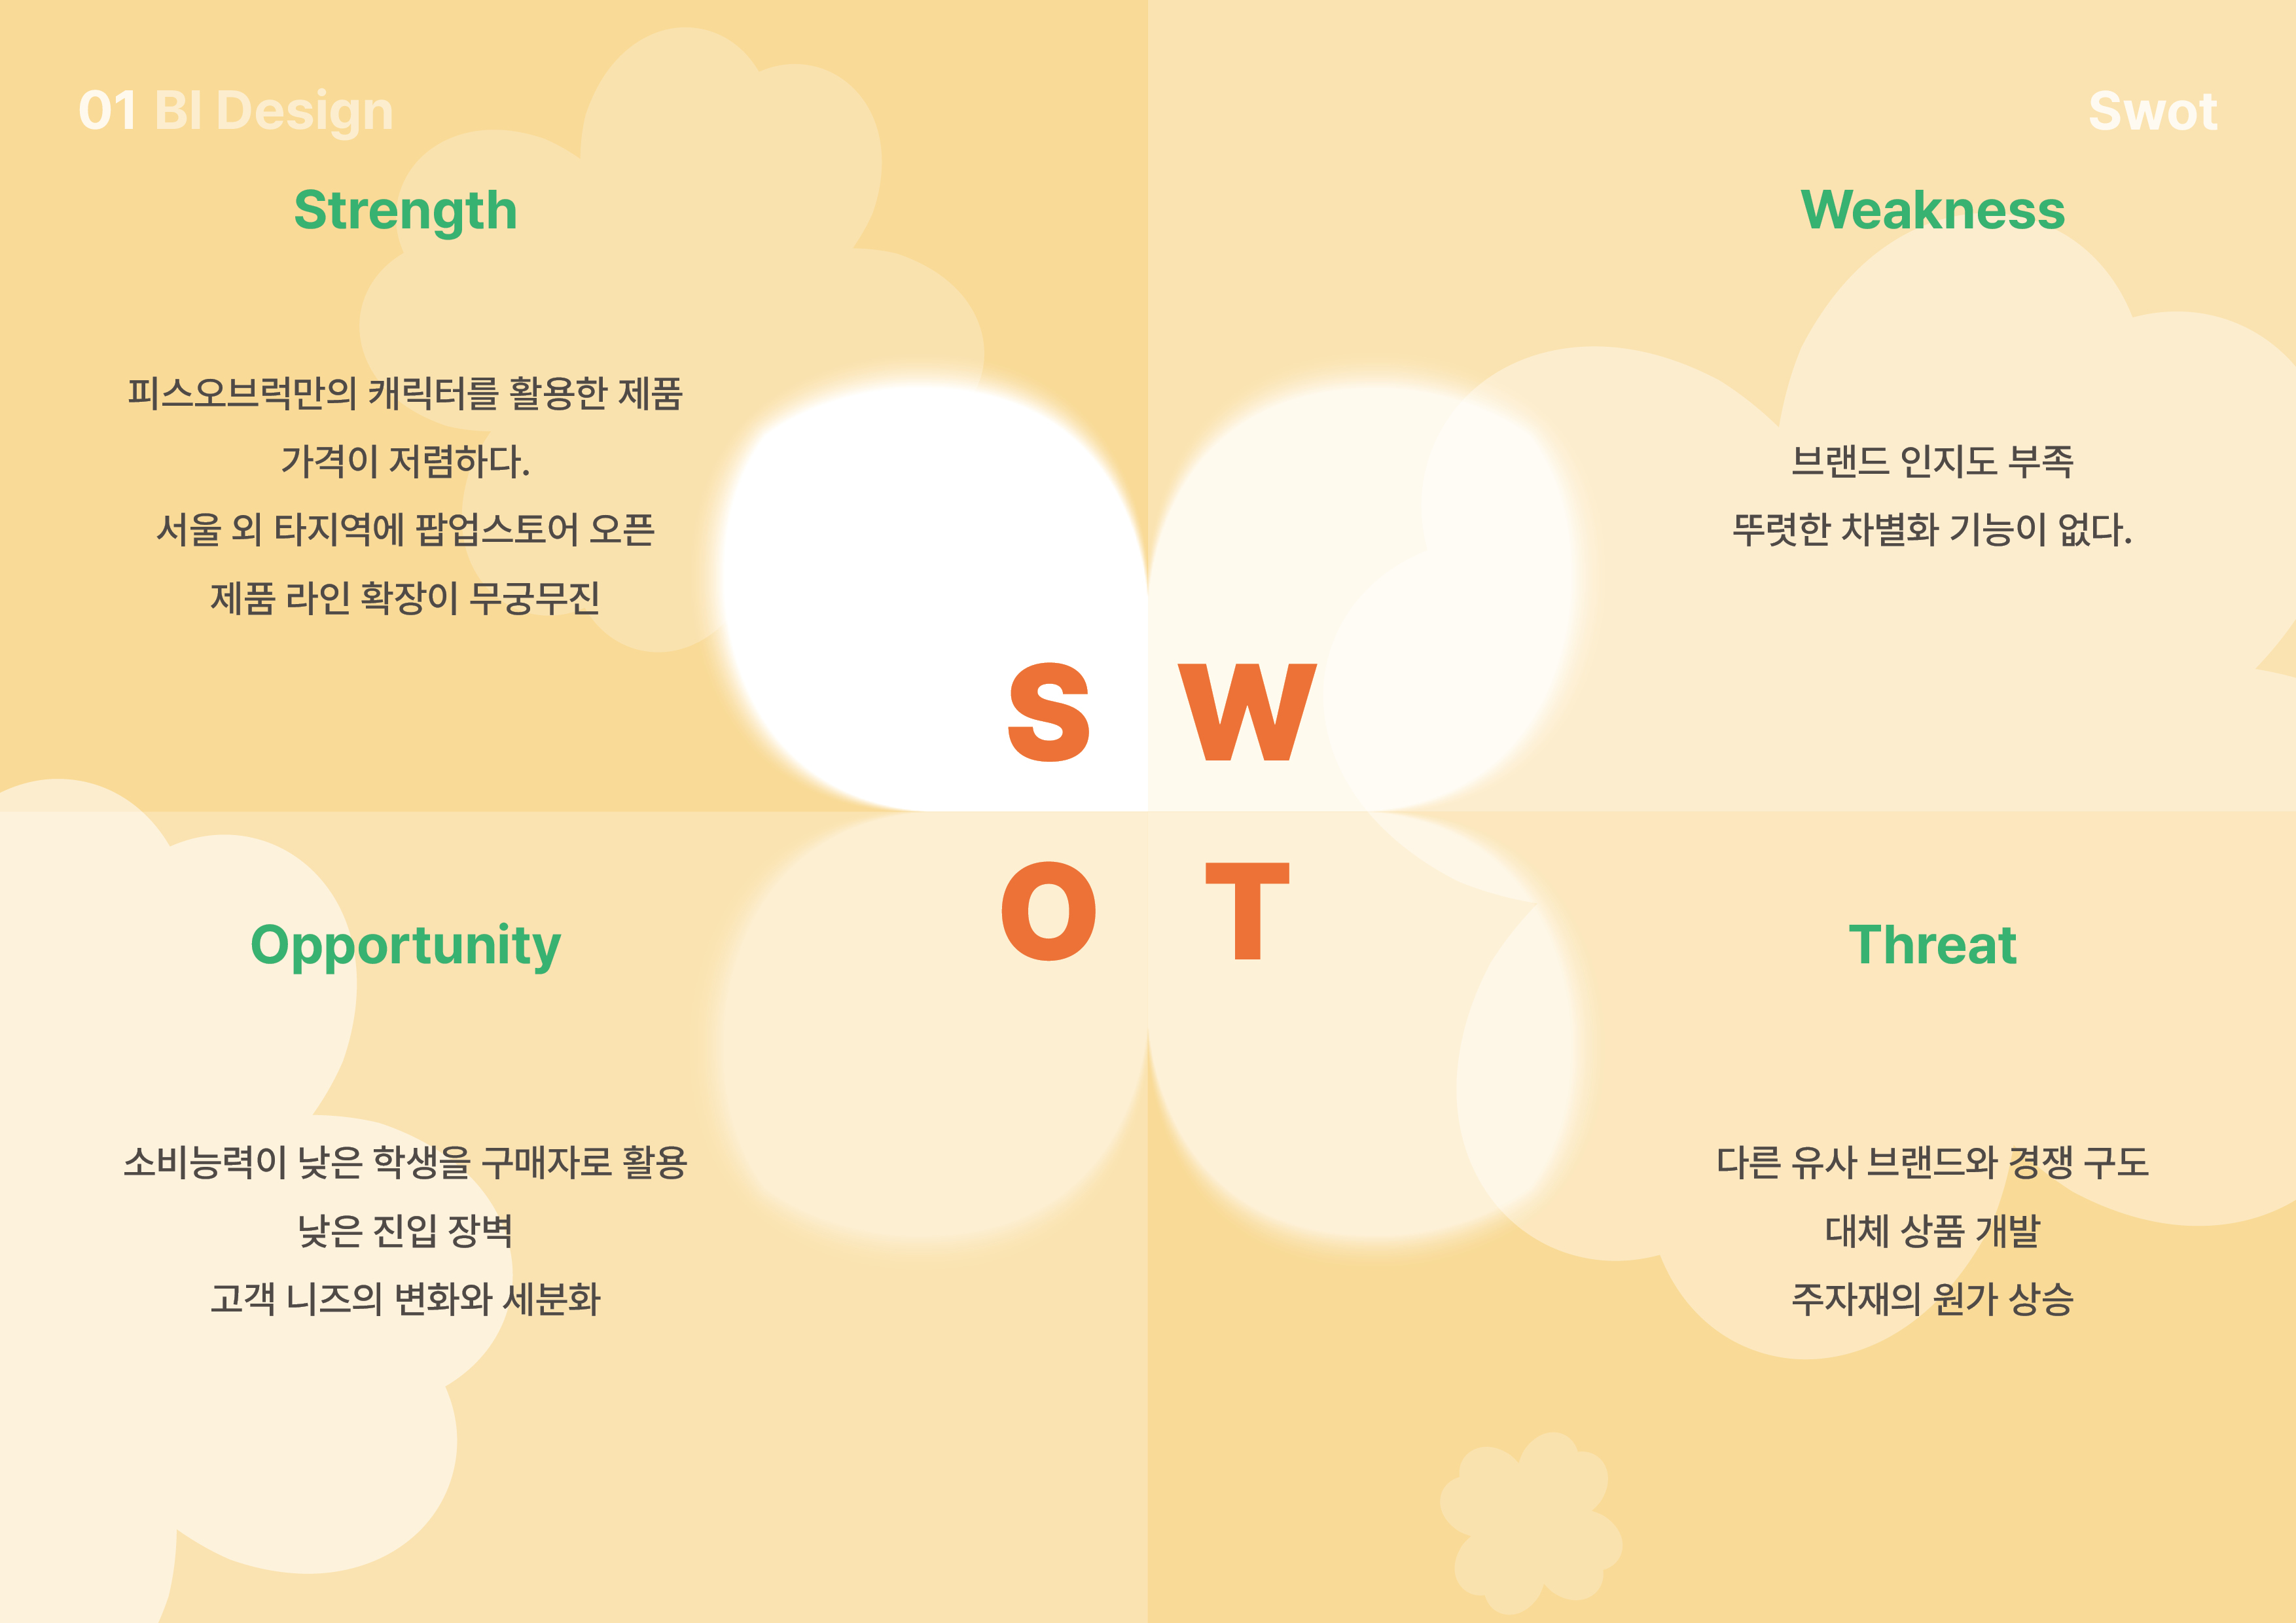 01 BI Design
Swot
Strength
피스오브럭만의 캐릭터를 활용한 제품
가격이 저렴하다.
서울 외 타지역에 팝업스토어 오픈
제품 라인 확장이 무궁무진
Weakness
브랜드 인지도 부족
뚜렷한 차별화 기능이 없다.
S W
O T
Opportunity
소비능력이 낮은 학생을 구매자로 활용
낮은 진입 장벽
고객 니즈의 변화와 세분화
Threat
다른 유사 브랜드와 경쟁 구도
대체 상품 개발
주자재의 원가 상승